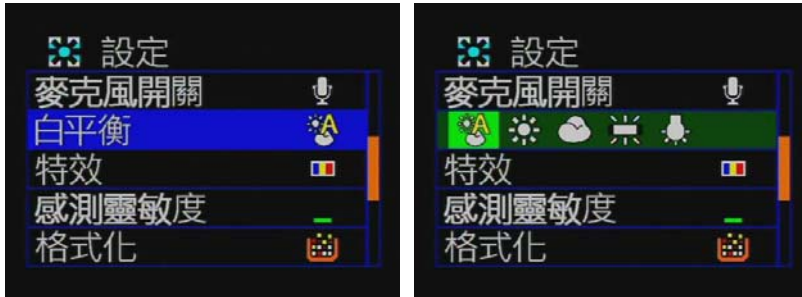 設定
麥克風開關
白平衡
特效
感測靈敏度
格式化
設定
麥克風開關
特效
感測靈敏度
格式化